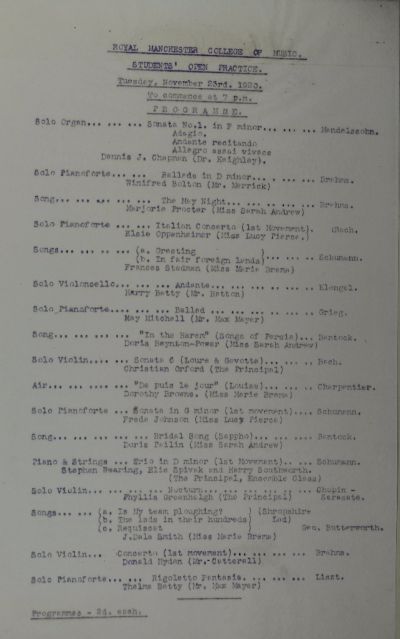 ROYAL MANCHESTER COLLEGE OF MUSIC.
STUDENTS' OPEN PRACTICE.
Tuesday, November 23rd.
To commence at 7 p.m.
PROGRAMME.
Solo Organ... ... ... Sonata No.1. in F minor... ... ... Mendelssohn.
Adagio.
Andante recitando
Allegro assai vivace
Dennis J. Chapman (Dr. Keighley).
Solo Pianoforte... ... Ballade in D minor... ... ... Brahms.
Winifred Bolton (Mr. Merrick)
Song... ... ... ... The May Night... ... ... Brahms.
Marjorie Proctor (Miss Sarah Andrew)
Solo Pianoforte ... ... Italian Concerto (1st Movement). Bach.
Elsie Oppenheimer (Miss Lucy Pierce.)
Songs... ... ... (a. Greeting )
(b. In fair foreign lands)... ... ... Schumann.
Frances Stedman (Miss Marie Brema)
Solo Violoncello... ... ... Andante... ... ... Klengel.
Harry Betty (Mr. Hatton)
Solo Pianoforte... ... ... Ballad ... ... ... Grieg.
May Mitchell (Mr. Max Mayer)
Song... ... ... "In the Harem" (Songs of Persia).. Bantock.
Doris Beynton-Power (Miss Sarah Andrew)
Solo Violin... ... Sonata 6 (Loure & Gavotte)... ... Bach.
Christian Orford (The Principal)
Air... ... ... ... "De puis le jour" (Louise)... ... Charpentier.
Dorothy Browne. (Miss Marie Brema)
Solo Pianoforte ... Sonata in G minor (1st movement)... Schumann.
Freda Johnson (Miss Lucy Pierce)
Song... ... ... ... Bridal Song (Sappho)... ... ... Bantock.
Doris Pailin (Miss Sarah Andrew)
Piano & Strings ... Trio in D minor (1st Movement).. ... Schumann.
Stephen Wearing, Elie Spivak and Harry Southworth.
(The Principal, Ensemble Class)
Solo Violin... ... ... Nocturne... ... ... Chopin -
Phyllis Greenhalgh (The Principal) Sarasate.
Songs... ... (a. Is My team ploughing? ) (Shropshire
(b. The lads in their hundreds) Lad)
(c. Requiescat Geo. Butterworth.
J. Dale Smith (Miss Marie Brema)
Solo Violin... Concerto (1st movement)... ... ... Brahms.
Donald Hyden (Mr. Catterall)
Solo Pianoforte... ... Rigoletto Fantasie. ... ... ... Liszt.
Thelma Betty (Mr. Max Mayer)
Programmes - 2d. each.